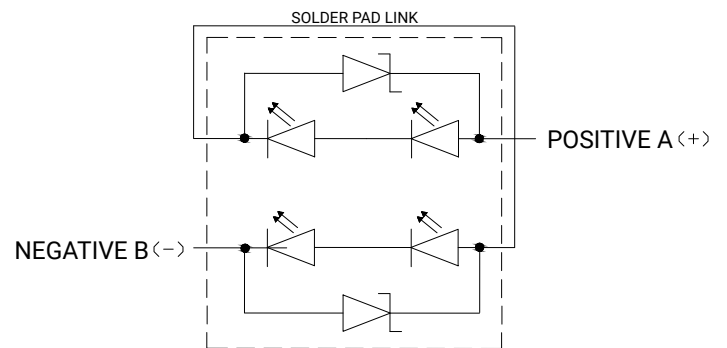 SOLDER PAD LINK
POSITIVE A（+）
NEGATIVE B（−）